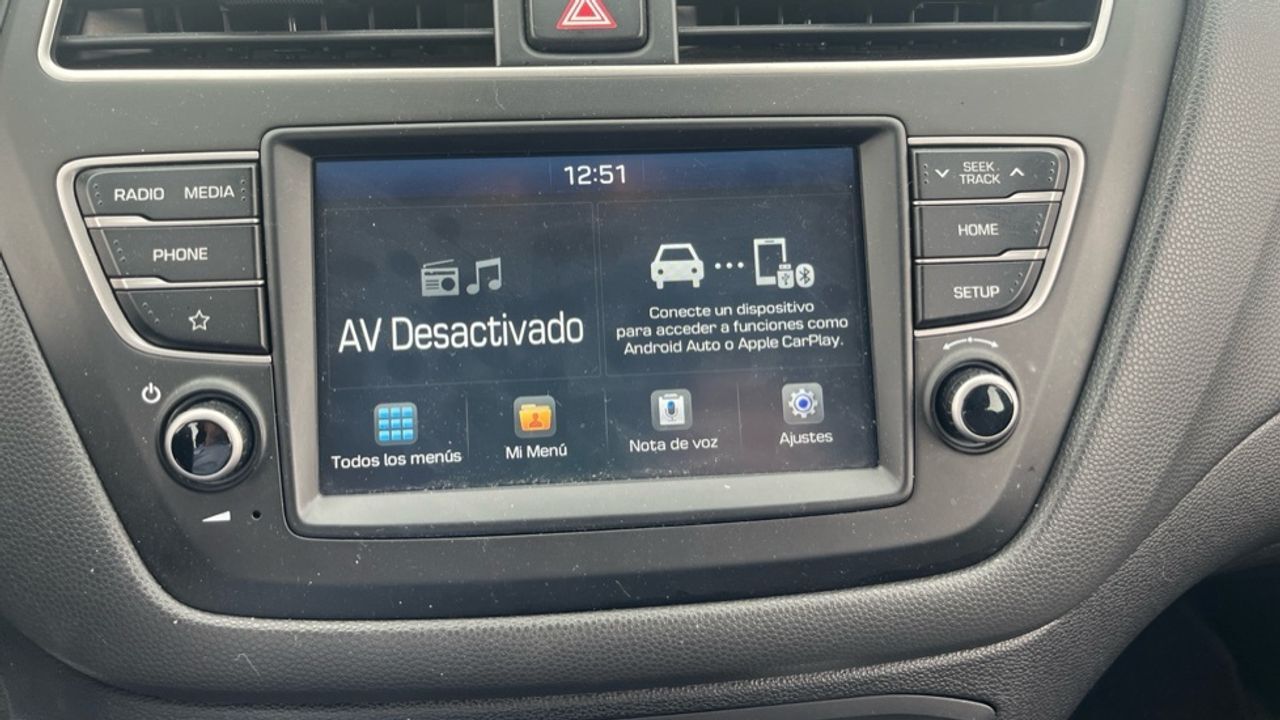 12:51
RADIO MEDIA
PHONE
AV Desactivado
Conecte un dispositivo
para acceder a funciones como
Android Auto o Apple CarPlay.
Todos los menús
Mi Menú
Nota de voz
Ajustes
SEEK
TRACK
HOME
SETUP